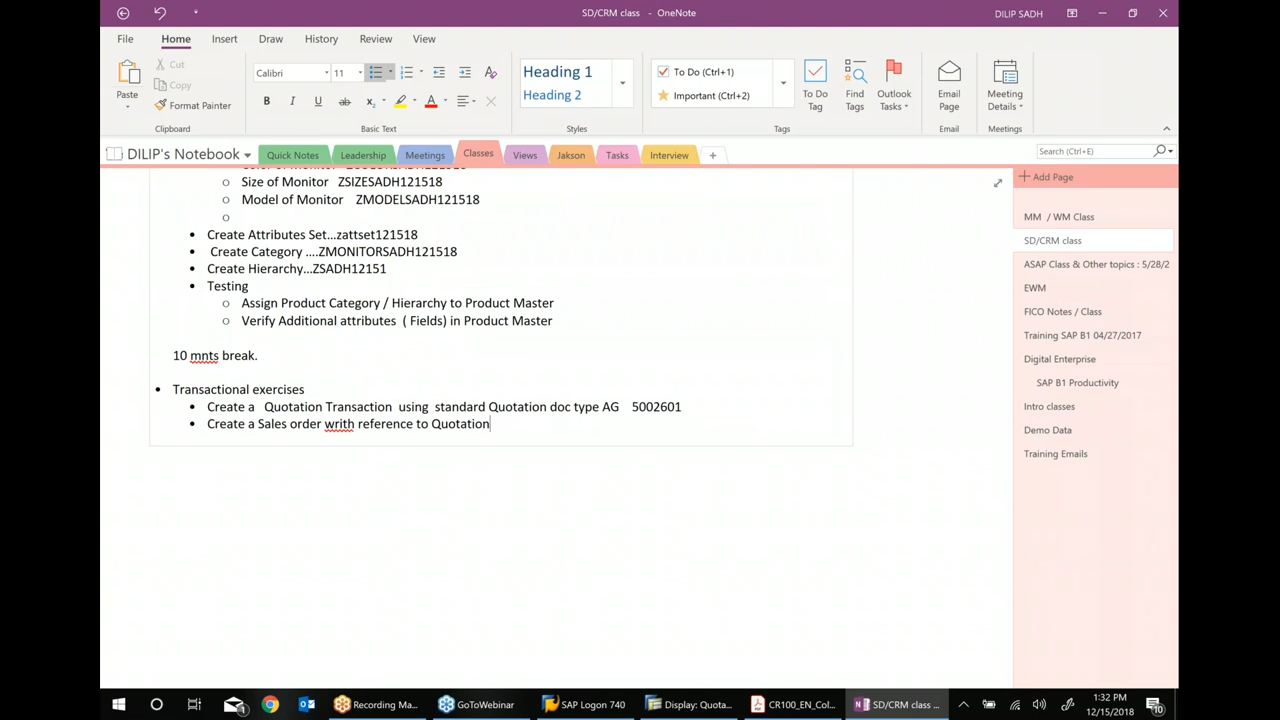 SD/CRM class - OneNote
DILIP SADH
File Home Insert Draw History Review View
Cut
Copy
Format Painter
Paste
Clipboard
Calibri 11
B I U ab x₂ A
Basic Text
Heading 1
Heading 2
Styles
To Do (Ctrl+1)
Important (Ctrl+2)
To Do Tag
Find Tags
Outlook Tasks
Tags
Email Page
Email
Meeting Details
Meetings
DILIP's Notebook Quick Notes Leadership Meetings Classes Views Jakson Tasks Interview +
Search (Ctrl+E)
Size of Monitor ZSIZESADH121518
Model of Monitor ZMODELSADH121518
Create Attributes Set...zattset121518
Create Category ....ZMONITORSADH121518
Create Hierarchy...ZSADH12151
Testing
Assign Product Category / Hierarchy to Product Master
Verify Additional attributes ( Fields) in Product Master
10 mnts break.
Transactional exercises
Create a Quotation Transaction using standard Quotation doc type AG 5002601
Create a Sales order writh reference to Quotation
Add Page
MM / WM Class
SD/CRM class
ASAP Class & Other topics : 5/28/2
EWM
FICO Notes / Class
Training SAP B1 04/27/2017
Digital Enterprise
SAP B1 Productivity
Intro classes
Demo Data
Training Emails
Recording Ma...
GoToWebinar
SAP Logon 740
Display: Quota...
CR100_EN_Col...
SD/CRM class ...
1:32 PM
12/15/2018